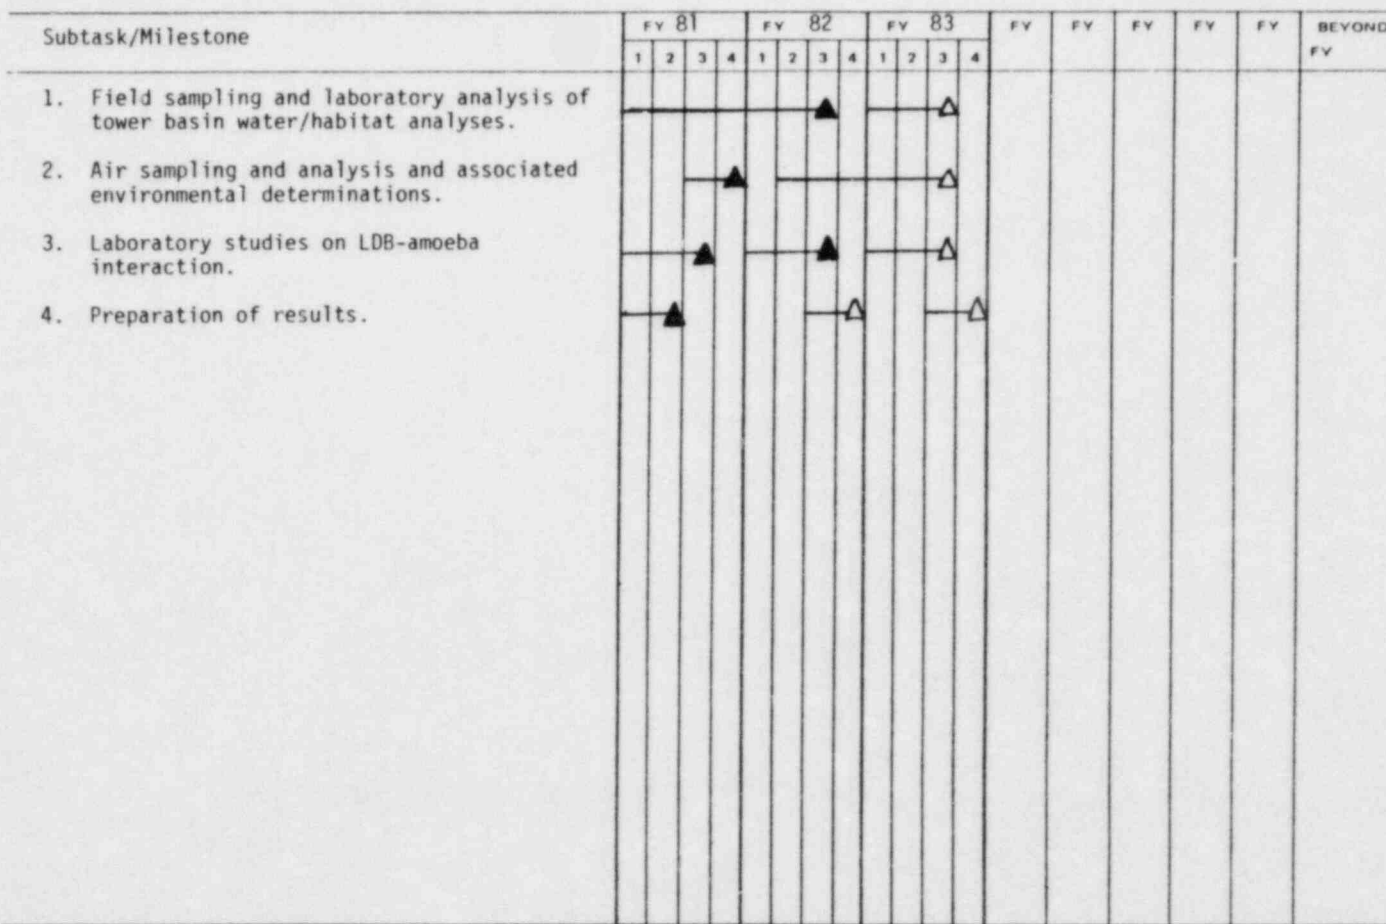 Subtask/Milestone
FY 81 FY 82 FY 83 FY FY FY FY FY BEYOND
FY
1 2 3 4 1 2 3 4 1 2 3 4
1. Field sampling and laboratory analysis of
tower basin water/habitat analyses.
2. Air sampling and analysis and associated
environmental determinations.
3. Laboratory studies on LDB-amoeba
interaction.
4. Preparation of results.